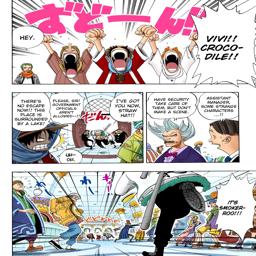 ずどーん!
HEY.
VIVI!!
CROCO-
DILE!!
THERE'S NO
ESCAPE
NOW!! THIS
PLACE IS
SURROUNDED
BY A LAKE!
UH-
OH.
PLEASE, SIR!
GOVERNMENT
OFFICIALS
AREN'T
ALLOWED--!
I'VE GOT
YOU NOW,
STRAW
HAT!!
HAVE SECURITY
TAKE CARE OF
THEM, BUT DON'T
MAKE A SCENE.
ASSISTANT
MANAGER,
SOME STRANGE
CHARACTERS
...!!
IT'S
SMOKER-
ROO!!!